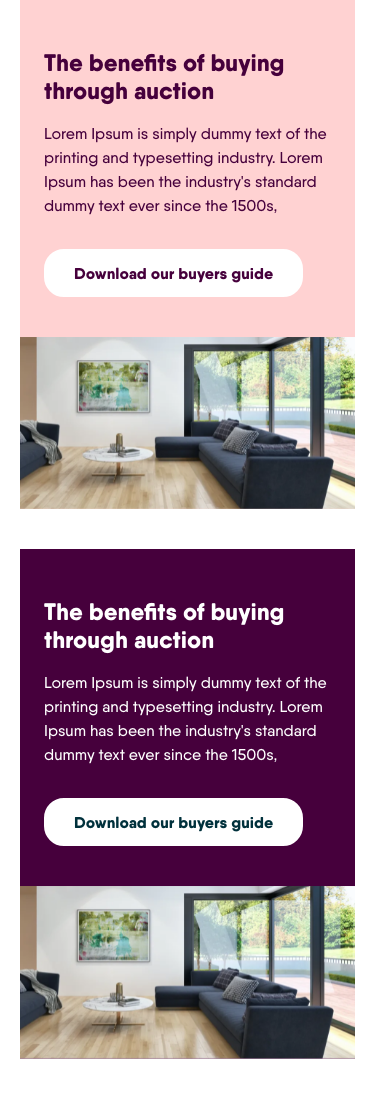 The benefits of buying
through auction
Lorem Ipsum is simply dummy text of the
printing and typesetting industry. Lorem
Ipsum has been the industry's standard
dummy text ever since the 1500s,
Download our buyers guide
The benefits of buying
through auction
Lorem Ipsum is simply dummy text of the
printing and typesetting industry. Lorem
Ipsum has been the industry's standard
dummy text ever since the 1500s,
Download our buyers guide